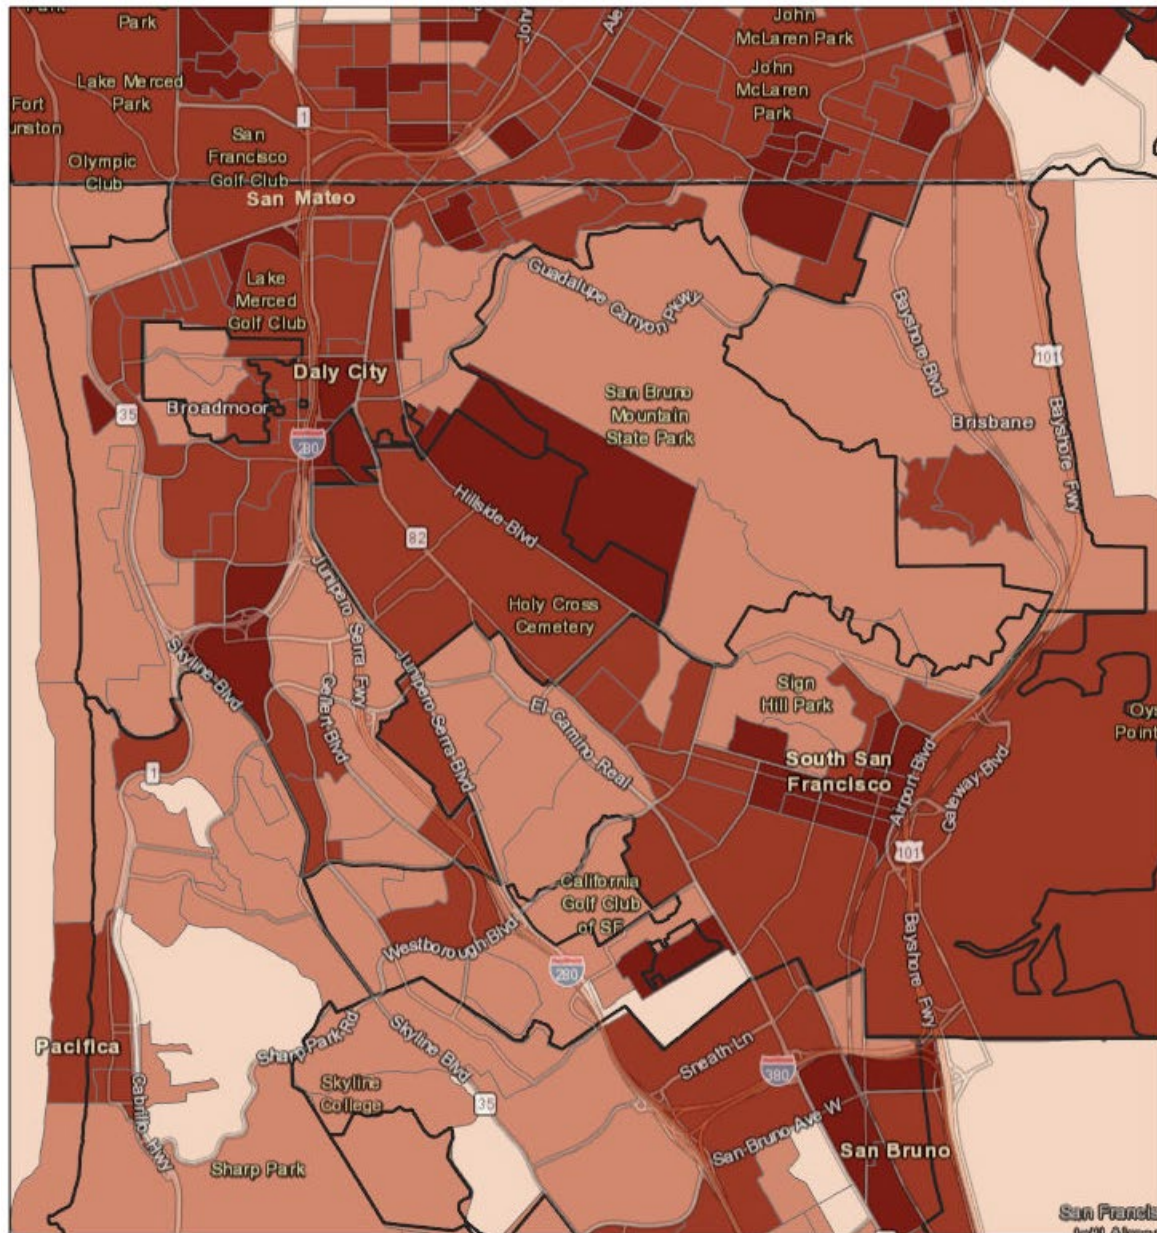 Park
Park
John
McLaren Park
Lake Merced
Park
John
McLaren
Park
Fort
1
San
Francisco
Golf Club
Olympic
Club
San Mateo
Guadalupe
Canyon Pkwy
Lake
Merced
Golf Club
Bayshore-Blvd
101
Daly City
San Bruno
Mountain
State Park
Broadmoor
35
280
Brisbane
Bayshore Fwy
Hillside-Blvd
82
Junipero Serra Fwy
Holy Cross
Cemetery
Skyline-Blvd
Gellert-Blvd
Junipero-Serra-Blvd
El-Camino-Real
Sign
Hill Park
Point
1
South San
Francisco
Airport-Blvd
Gateway-Blvd
101
California
Golf Club
of SF
Westborough Blvd
280
Bayshore Fwy
Pacifica
Sharp Park-Rd
Skyline Blvd
Sneath-Ln
380
Cabrillo Hwy
Skyline
College
35
San-Bruno-Ave-W
San Bruno
Sharp Park